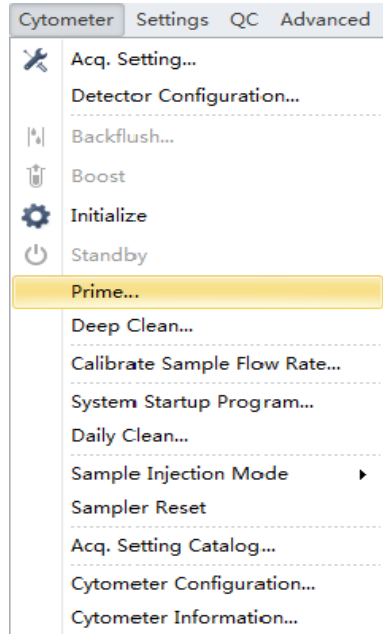 Cytometer Settings QC Advanced
Acq. Setting...
Detector Configuration...
Backflush...
Boost
Initialize
Standby
Prime...
Deep Clean...
Calibrate Sample Flow Rate...
System Startup Program...
Daily Clean...
Sample Injection Mode
Sampler Reset
Acq. Setting Catalog...
Cytometer Configuration...
Cytometer Information...